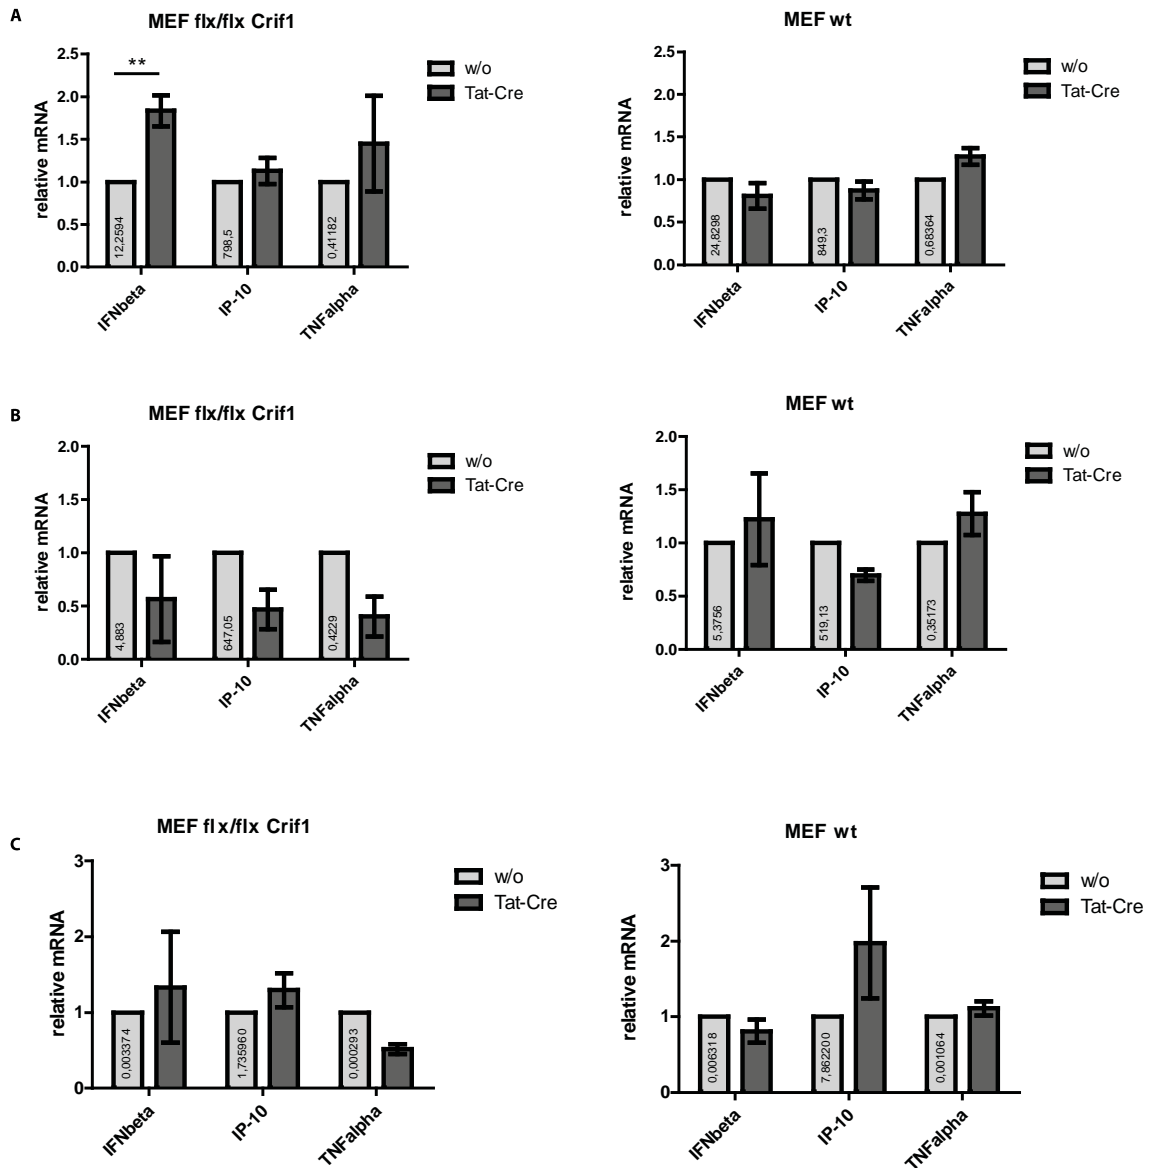 A
MEF flx/flx Crif1
relative mRNA
2.5
2.0
1.5
1.0
0.5
0.0
**
12,2594
798,5
0,41182
IFNbeta
IP-10
TNFalpha
w/o
Tat-Cre
MEF wt
relative mRNA
2.5
2.0
1.5
1.0
0.5
0.0
24,8298
849,3
0,68364
IFNbeta
IP-10
TNFalpha
w/o
Tat-Cre
B
MEF flx/flx Crif1
relative mRNA
2.0
1.5
1.0
0.5
0.0
4,883
647,05
0,4229
IFNbeta
IP-10
TNFalpha
w/o
Tat-Cre
MEF wt
relative mRNA
2.0
1.5
1.0
0.5
0.0
5,3756
519,13
0,35173
IFNbeta
IP-10
TNFalpha
w/o
Tat-Cre
C
MEF flx/flx Crif1
relative mRNA
3
2
1
0
0,003374
1,735960
0,000293
IFNbeta
IP-10
TNFalpha
w/o
Tat-Cre
MEF wt
relative mRNA
3
2
1
0
0,006318
7,862200
0,001064
IFNbeta
IP-10
TNFalpha
w/o
Tat-Cre